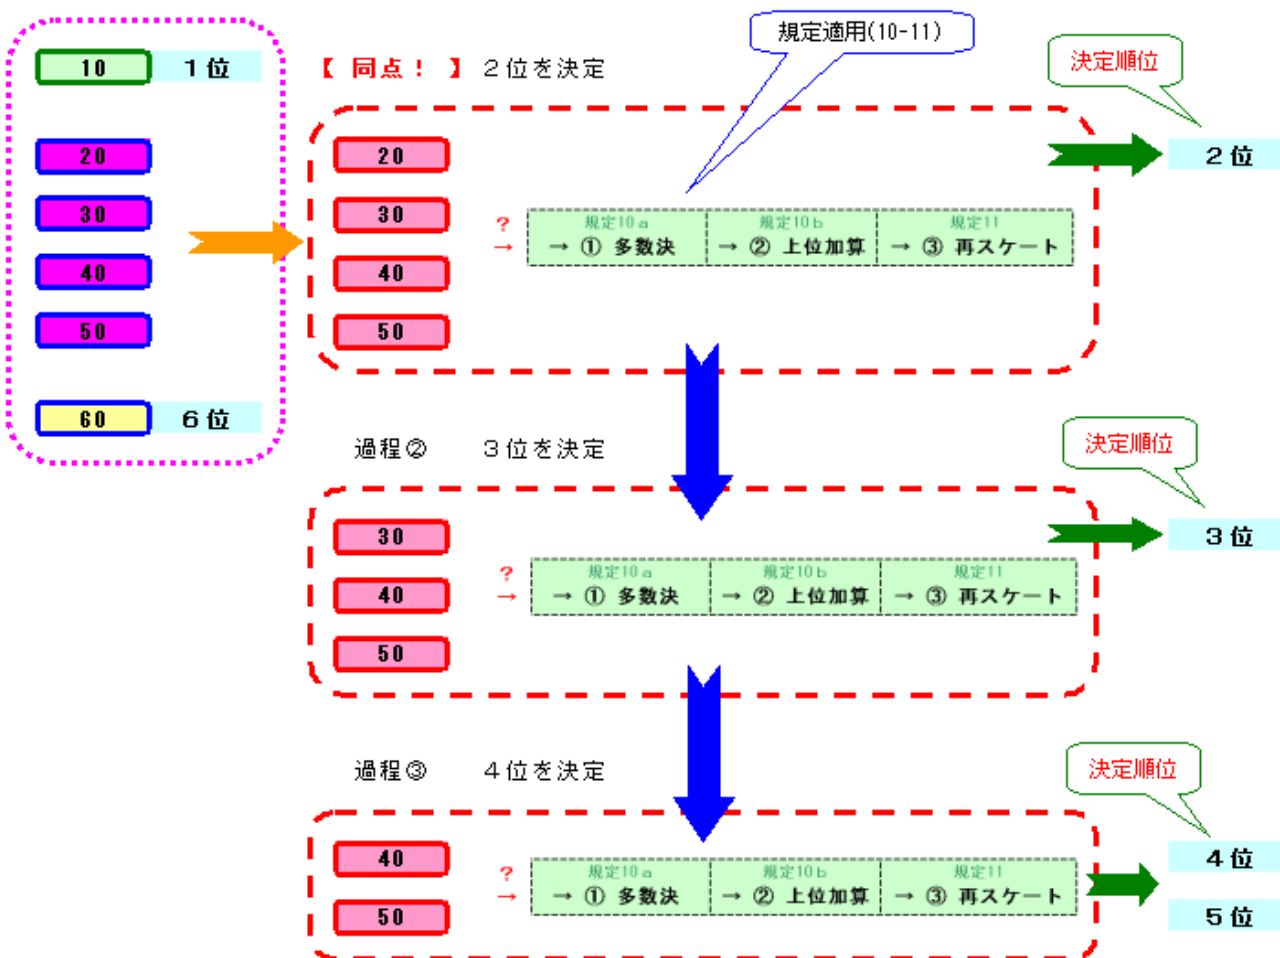 規定適用(10-11)
10 1位
【 同点！ 】 2位を決定
決定順位
20
30
40
50
60 6位
20
30
40
50
?
→
規定10a
→ ① 多数決
規定10b
→ ② 上位加算
規定11
→ ③ 再スケート
2位
過程② 3位を決定
決定順位
30
40
50
?
→
規定10a
→ ① 多数決
規定10b
→ ② 上位加算
規定11
→ ③ 再スケート
3位
過程③ 4位を決定
決定順位
40
50
?
→
規定10a
→ ① 多数決
規定10b
→ ② 上位加算
規定11
→ ③ 再スケート
4位
5位